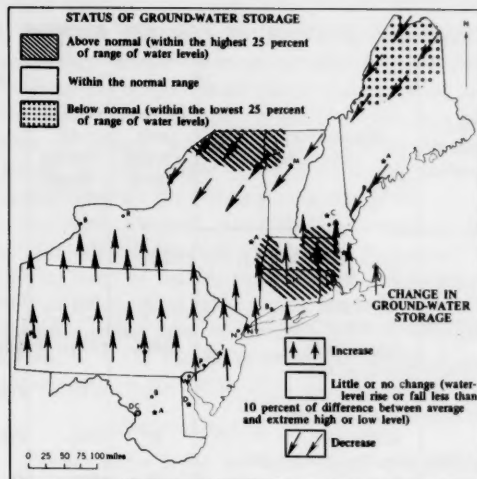 STATUS OF GROUND-WATER STORAGE
Above normal (within the highest 25 percent
of range of water levels)
Within the normal range
Below normal (within the lowest 25 percent
of range of water levels)
N
M
A
B
B
A
C
CHANGE IN
GROUND-WATER
STORAGE
Increase
Little or no change (water-
level rise or fall less than
10 percent of difference between average
and extreme high or low level)
Decrease
DC
B
A
D
0 25 50 75 100 miles